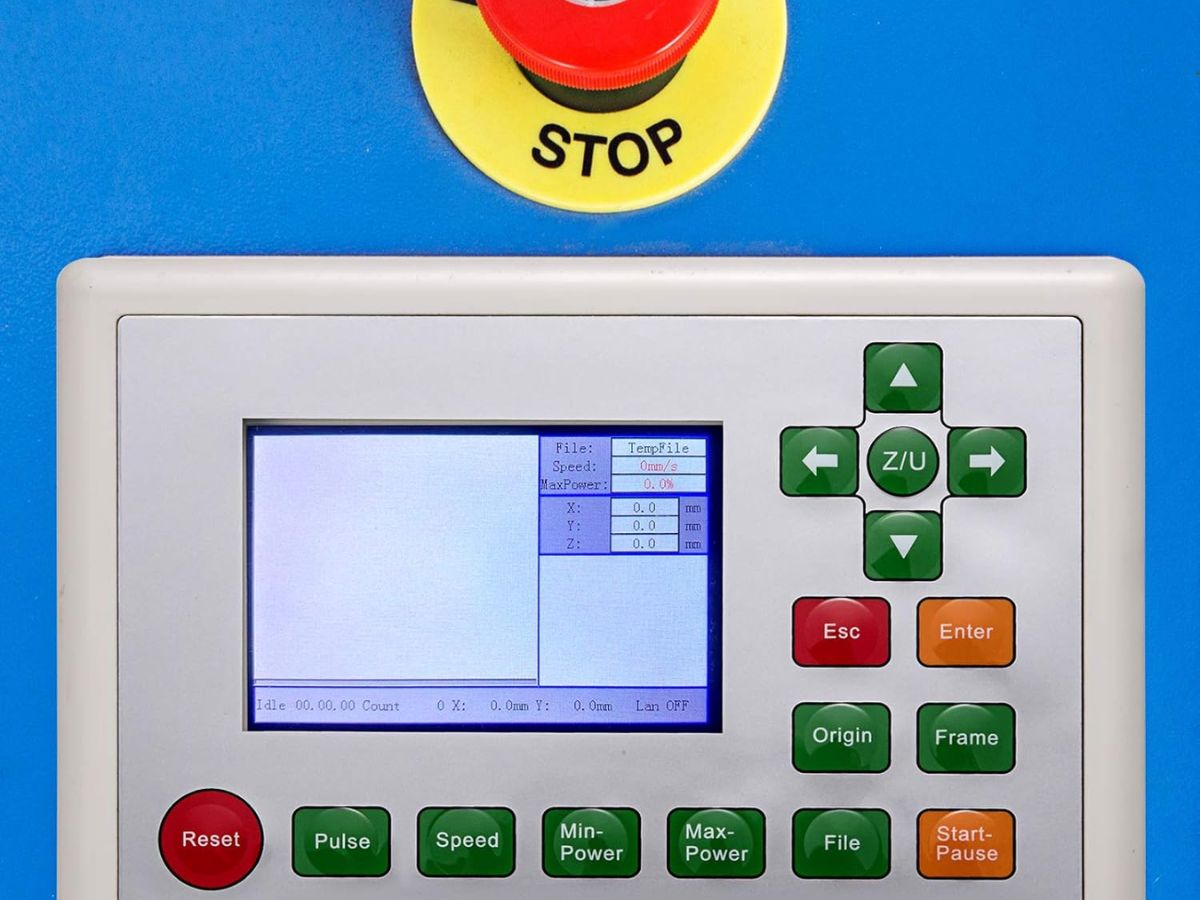 STOP
File: TempFile
Speed: 0mm/s
MaxPower: 0.0%
X: 0.0 mm
Y: 0.0 mm
Z: 0.0 mm
Idle 00.00.00 Count 0 X: 0.0mm Y: 0.0mm Lan OFF
Z/U
Esc Enter
Origin Frame
Reset Pulse Speed
Min-
Power
Max-
Power
File
Start-
Pause